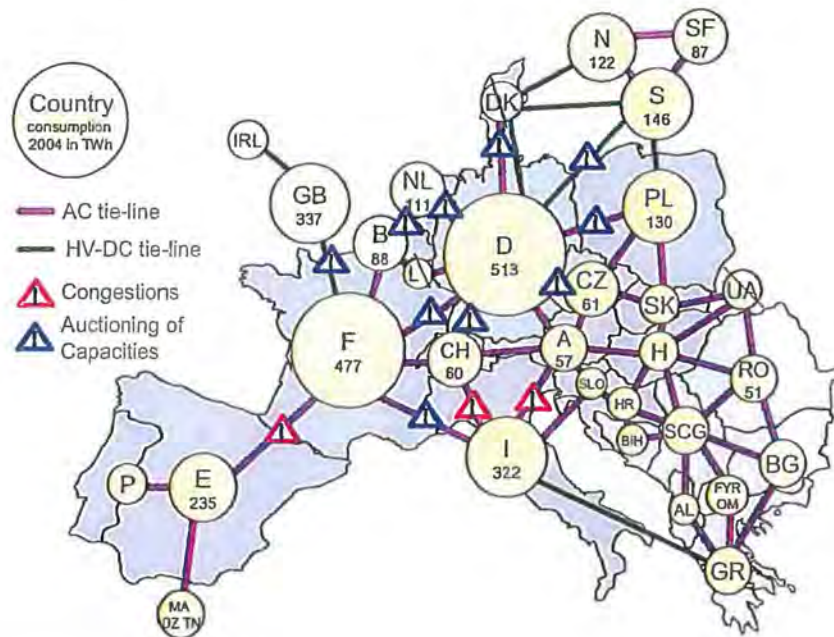 Country
consumption
2004 in TWh
AC tie-line
HV-DC tie-line
Congestions
Auctioning of
Capacities
N
122
SF
87
DK
S
146
IRL
GB
337
NL
111
B
88
L
D
513
PL
130
CZ
61
SK
UA
F
477
CH
60
A
57
H
RO
51
SLO
HR
BiH
SCG
I
322
BG
P
E
235
AL
FYR
OM
GR
MA
DZ TN